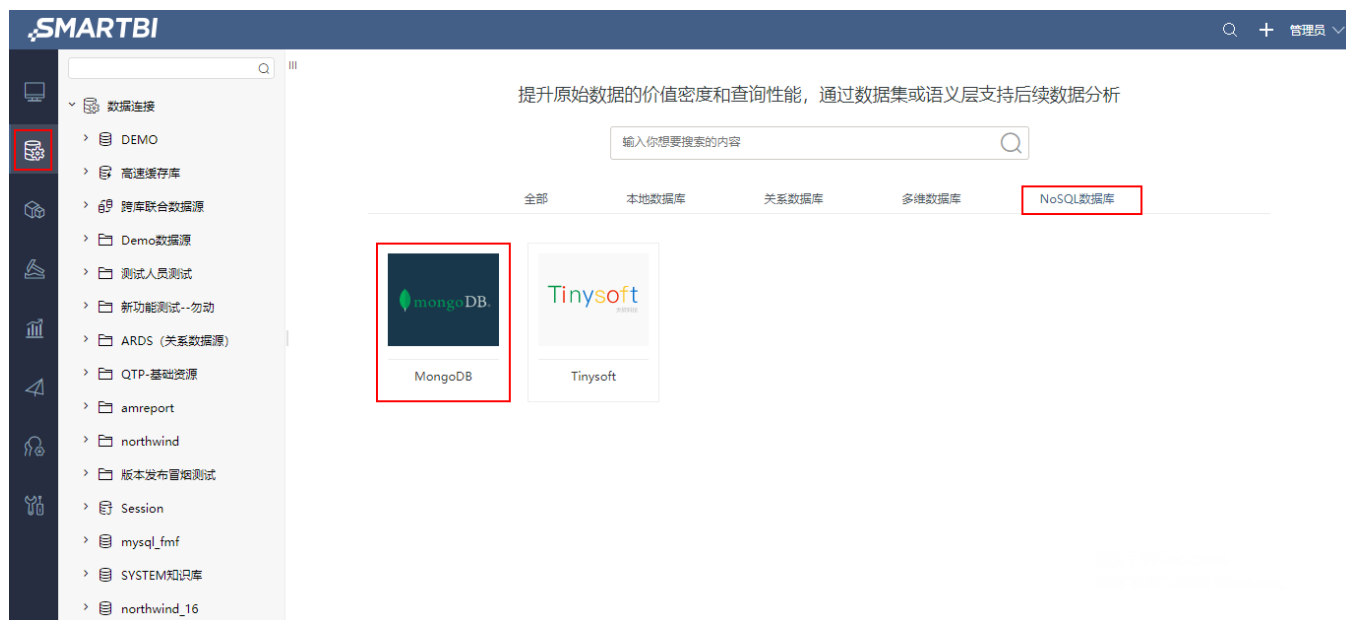 SMARTBI
管理员
数据连接
DEMO
高速缓存库
跨库联合数据源
Demo数据源
测试人员测试
新功能测试--勿动
ARDS（关系数据源）
QTP-基础资源
amreport
northwind
版本发布冒烟测试
Session
mysql_fmf
SYSTEM知识库
northwind_16
提升原始数据的价值密度和查询性能，通过数据集或语义层支持后续数据分析
输入你想要搜索的内容
全部 本地数据库 关系数据库 多维数据库 NoSQL数据库
mongoDB.
MongoDB
Tinysoft
Tinysoft